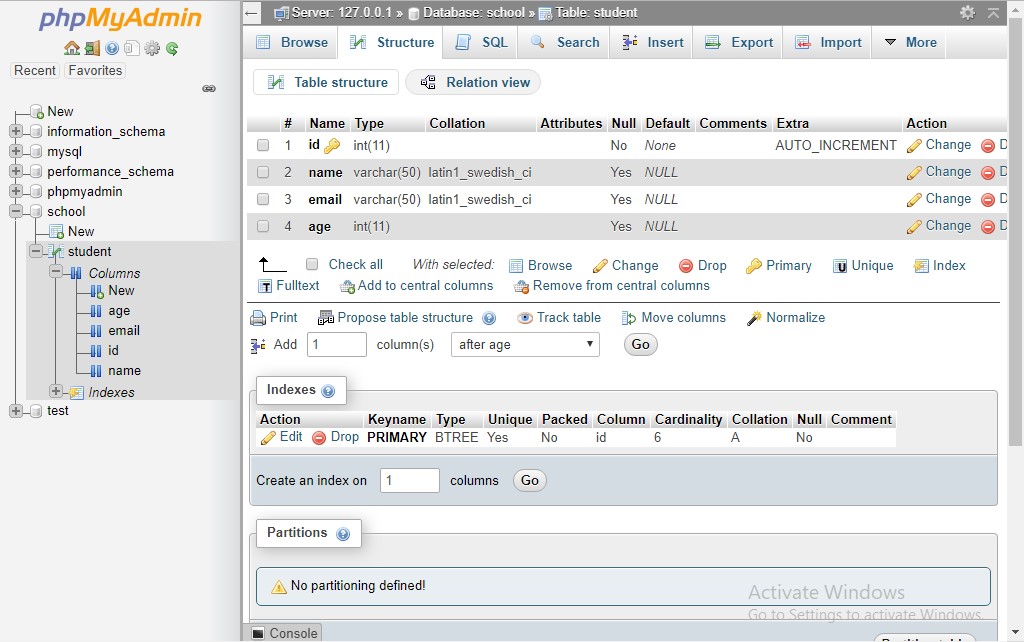 phpMyAdmin
Recent Favorites
New
information_schema
mysql
performance_schema
phpmyadmin
school
New
student
Columns
New
age
email
id
name
Indexes
test
Server: 127.0.0.1 » Database: school » Table: student
Browse Structure SQL Search Insert Export Import More
Table structure Relation view
# Name Type Collation Attributes Null Default Comments Extra Action
1 id int(11) No None AUTO_INCREMENT Change D
2 name varchar(50) latin1_swedish_ci Yes NULL Change D
3 email varchar(50) latin1_swedish_ci Yes NULL Change D
4 age int(11) Yes NULL Change D
Check all With selected: Browse Change Drop Primary Unique Index
Fulltext Add to central columns Remove from central columns
Print Propose table structure Track table Move columns Normalize
Add 1 column(s) after age Go
Indexes
Action Keyname Type Unique Packed Column Cardinality Collation Null Comment
Edit Drop PRIMARY BTREE Yes No id 6 A No
Create an index on 1 columns Go
Partitions
No partitioning defined!
Activate Windows
Go to Settings to activate Windows.
Console